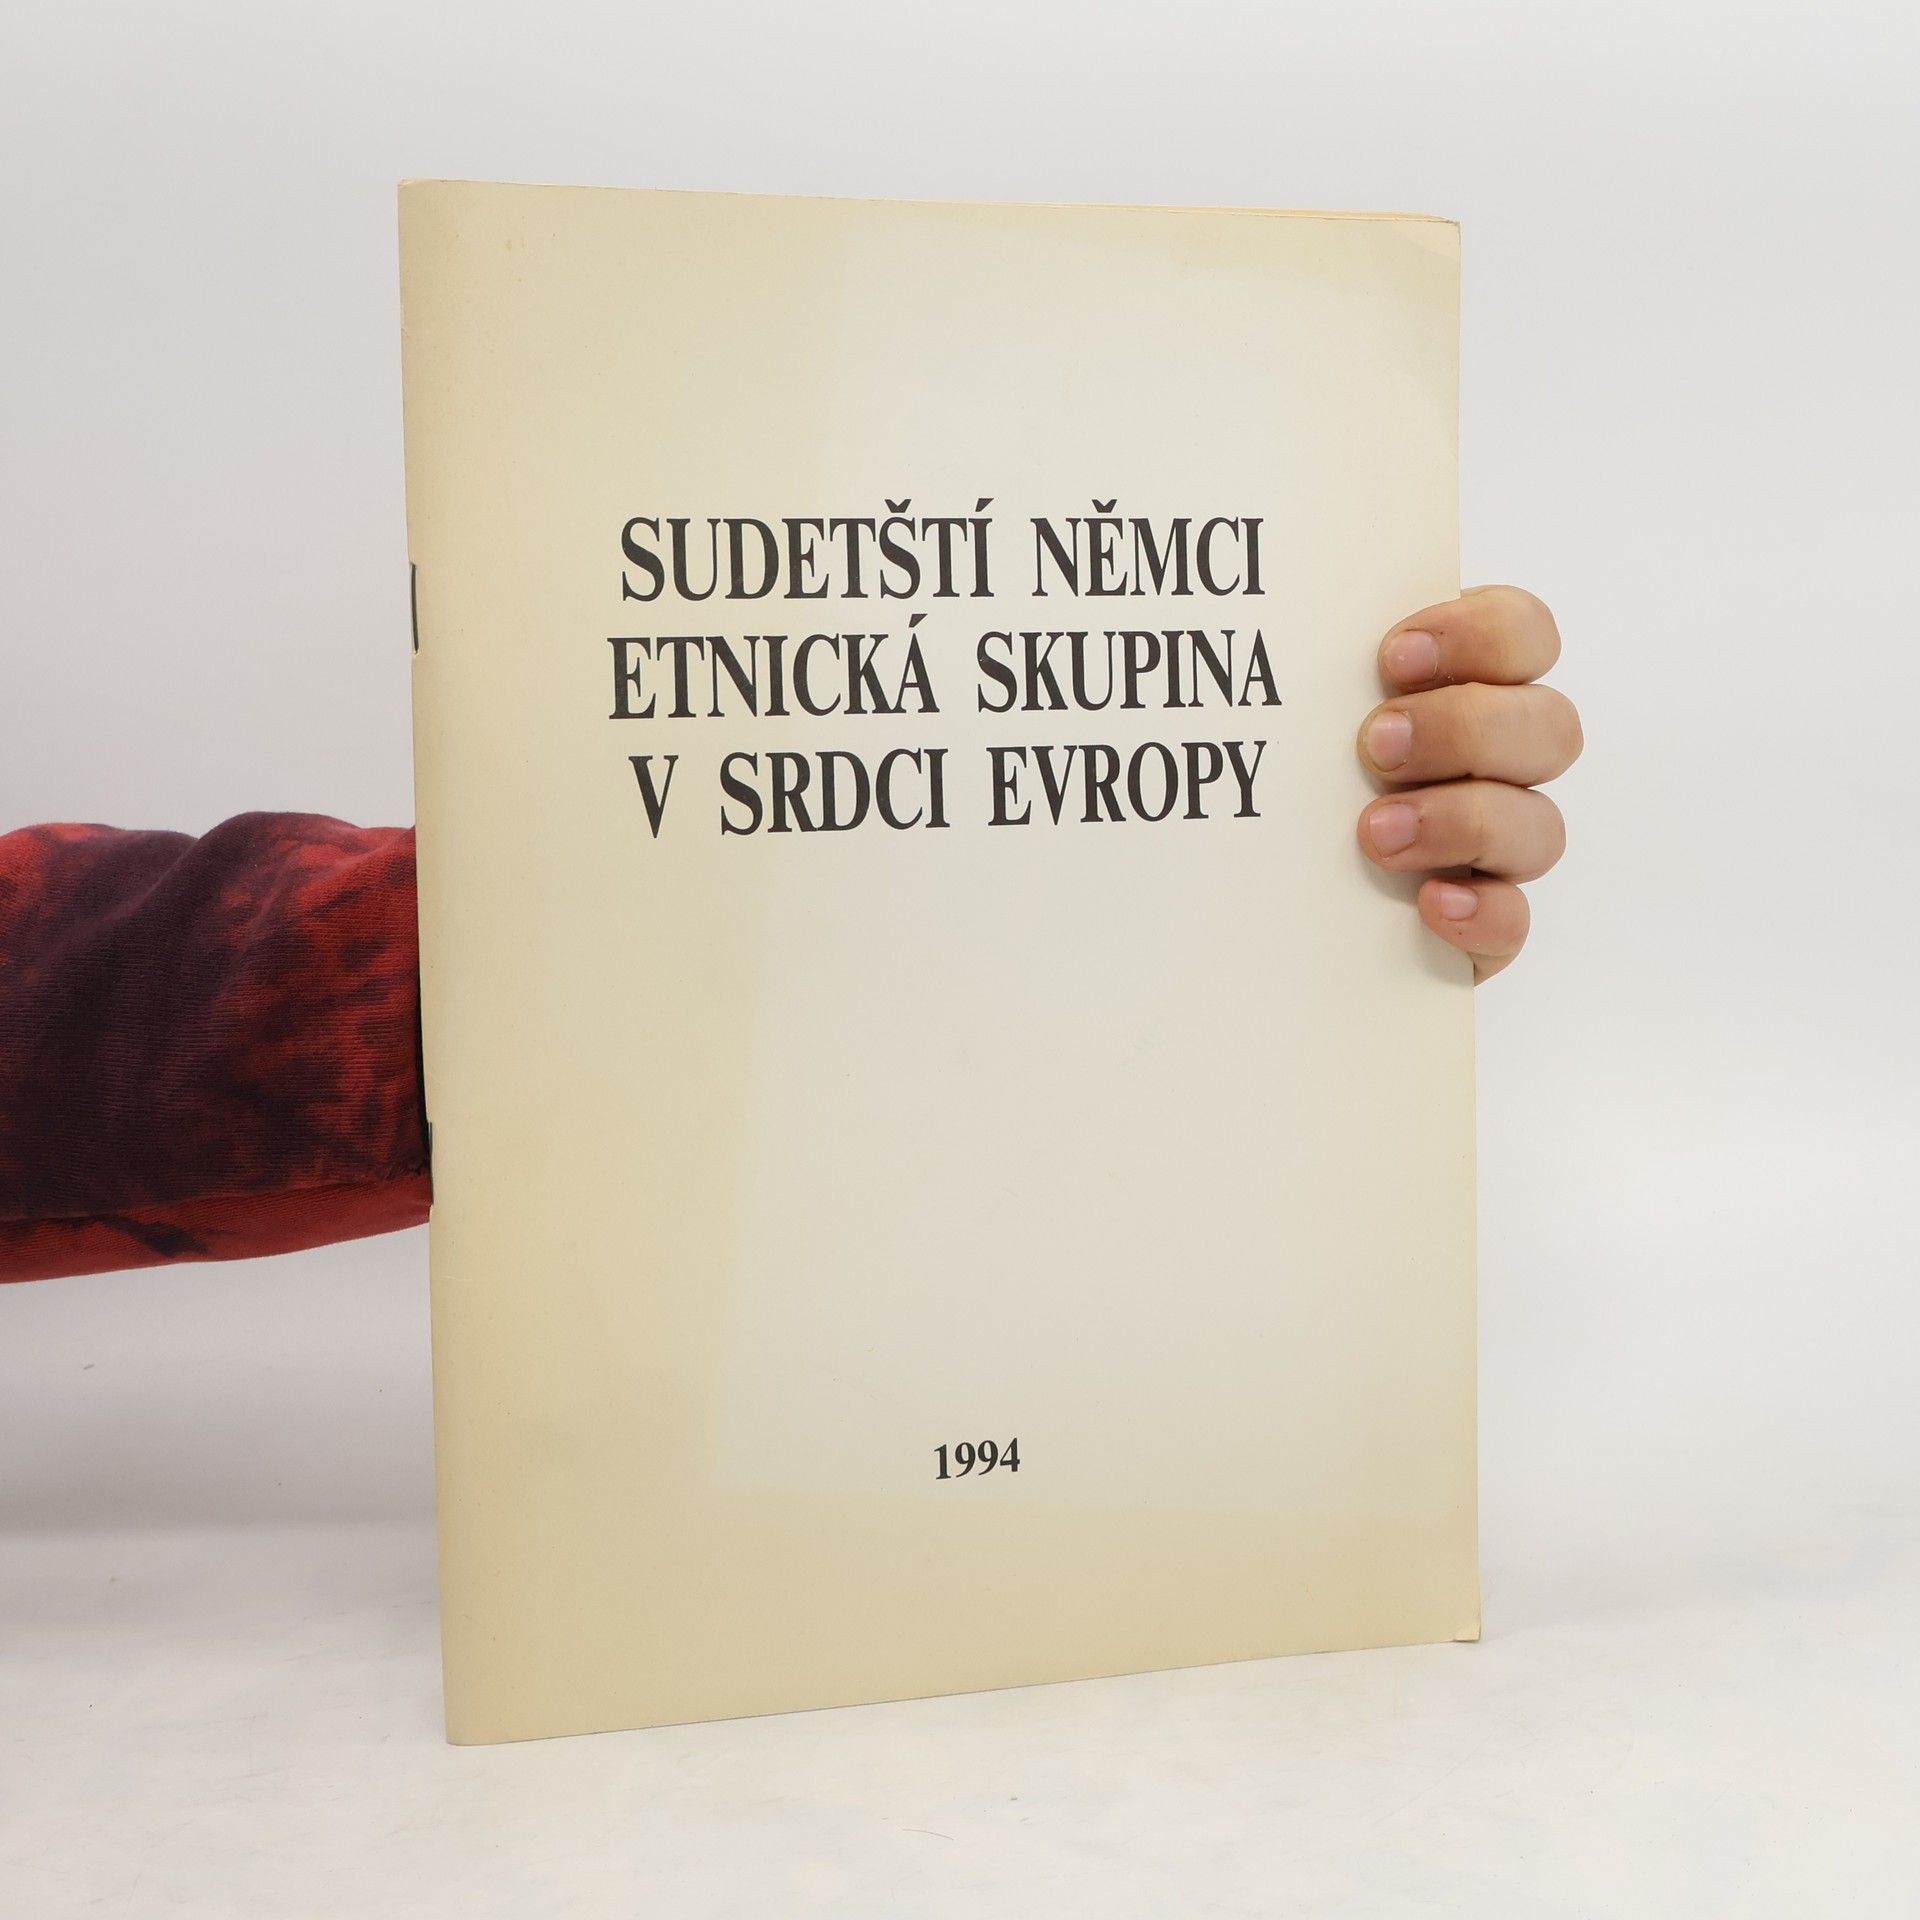 SUDETŠTÍ NĚMCI
ETNICKÁ SKUPINA
V SRDCI EVROPY
1994